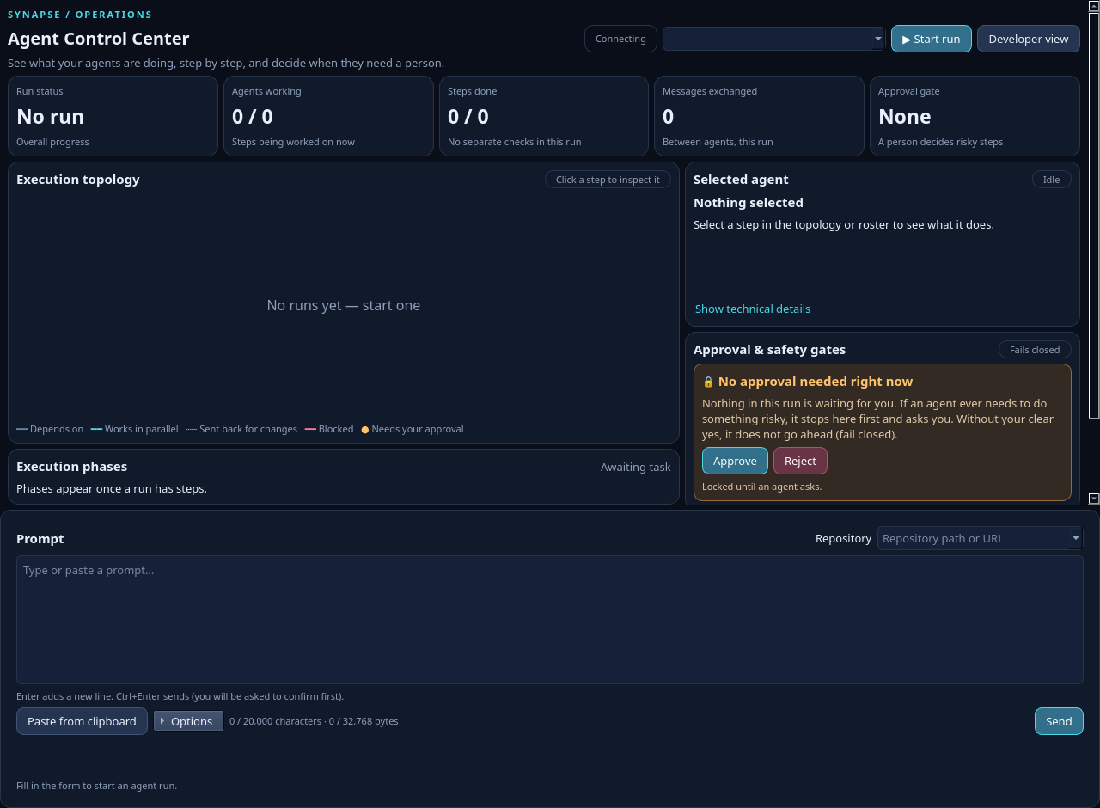 SYNAPSE / OPERATIONS
Agent Control Center
Connecting
▶ Start run
Developer view
See what your agents are doing, step by step, and decide when they need a person.
Run status
No run
Overall progress
Agents working
0 / 0
Steps being worked on now
Steps done
0 / 0
No separate checks in this run
Messages exchanged
0
Between agents, this run
Approval gate
None
A person decides risky steps
Execution topology
Click a step to inspect it
No runs yet — start one
Depends on
Works in parallel
Sent back for changes
Blocked
Needs your approval
Selected agent
Idle
Nothing selected
Select a step in the topology or roster to see what it does.
Show technical details
Approval & safety gates
Fails closed
🔒 No approval needed right now
Nothing in this run is waiting for you. If an agent ever needs to do
something risky, it stops here first and asks you. Without your clear
yes, it does not go ahead (fail closed).
Approve
Reject
Locked until an agent asks.
Execution phases
Awaiting task
Phases appear once a run has steps.
Prompt
Repository
Repository path or URL
Type or paste a prompt...
Enter adds a new line. Ctrl+Enter sends (you will be asked to confirm first).
Paste from clipboard
Options
0 / 20.000 characters · 0 / 32.768 bytes
Send
Fill in the form to start an agent run.